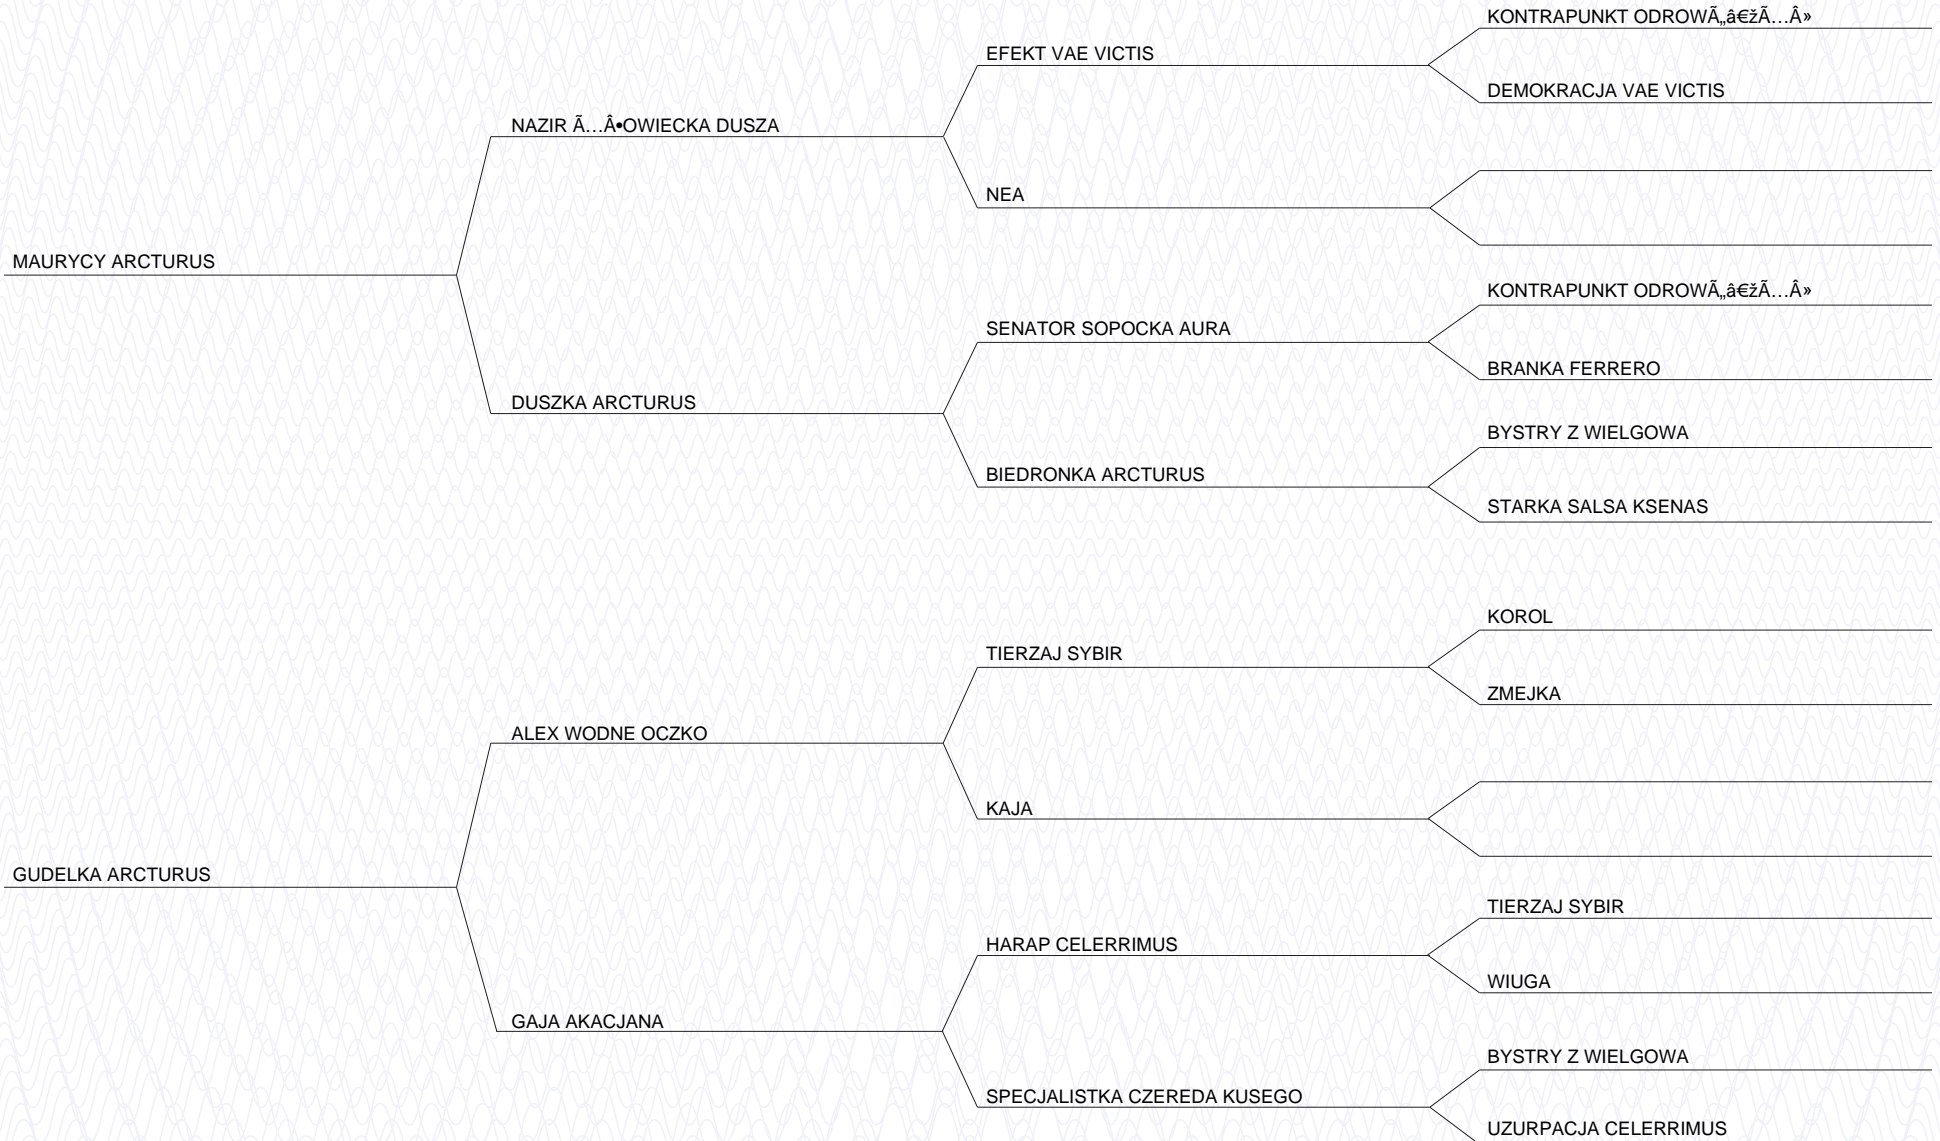 KONTRAPUNKT ODROWÃ„â€žÃ…Â»
EFEKT VAE VICTIS
DEMOKRACJA VAE VICTIS
NAZIR Ã…Â•OWIECKA DUSZA
NEA
MAURYCY ARCTURUS
KONTRAPUNKT ODROWÃ„â€žÃ…Â»
SENATOR SOPOCKA AURA
BRANKA FERRERO
DUSZKA ARCTURUS
BYSTRY Z WIELGOWA
BIEDRONKA ARCTURUS
STARKA SALSA KSENAS
KOROL
TIERZAJ SYBIR
ZMEJKA
ALEX WODNE OCZKO
KAJA
GUDELKA ARCTURUS
TIERZAJ SYBIR
HARAP CELERRIMUS
WIUGA
GAJA AKACJANA
BYSTRY Z WIELGOWA
SPECJALISTKA CZEREDA KUSEGO
UZURPACJA CELERRIMUS